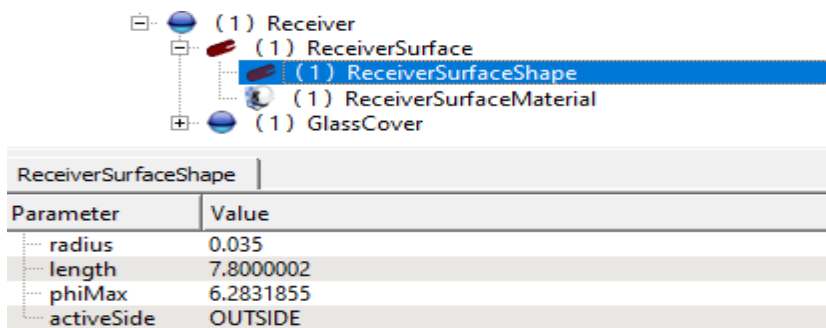 (1) Receiver
(1) ReceiverSurface
(1) ReceiverSurfaceShape
(1) ReceiverSurfaceMaterial
(1) GlassCover
ReceiverSurfaceShape
Parameter Value
radius 0.035
length 7.8000002
phiMax 6.2831855
activeSide OUTSIDE